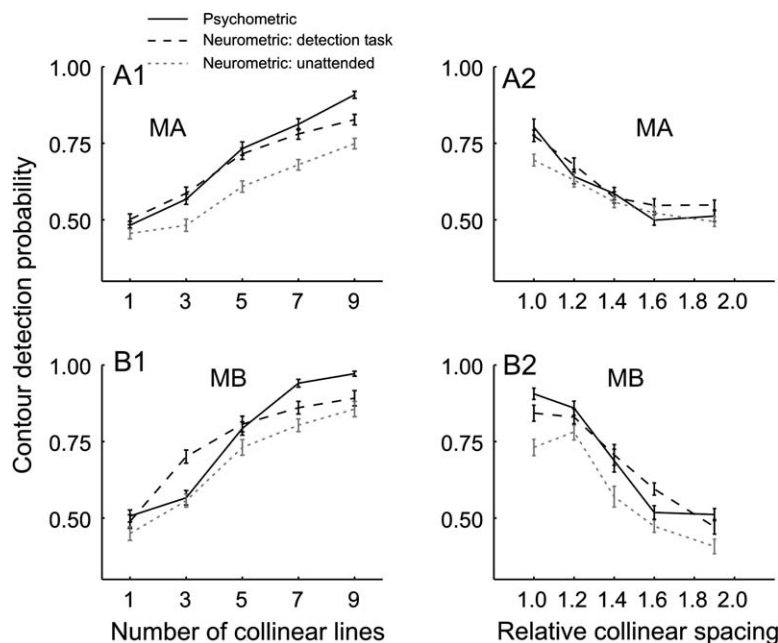 Psychometric
Neurometric: detection task
Neurometric: unattended
A1
MA
1.00
0.75
0.50
1 3 5 7 9
A2
MA
1.00
0.75
0.50
1.0 1.2 1.4 1.6 1.8 2.0
Contour detection probability
B1
MB
1.00
0.75
0.50
1 3 5 7 9
Number of collinear lines
B2
MB
1.00
0.75
0.50
1.0 1.2 1.4 1.6 1.8 2.0
Relative collinear spacing